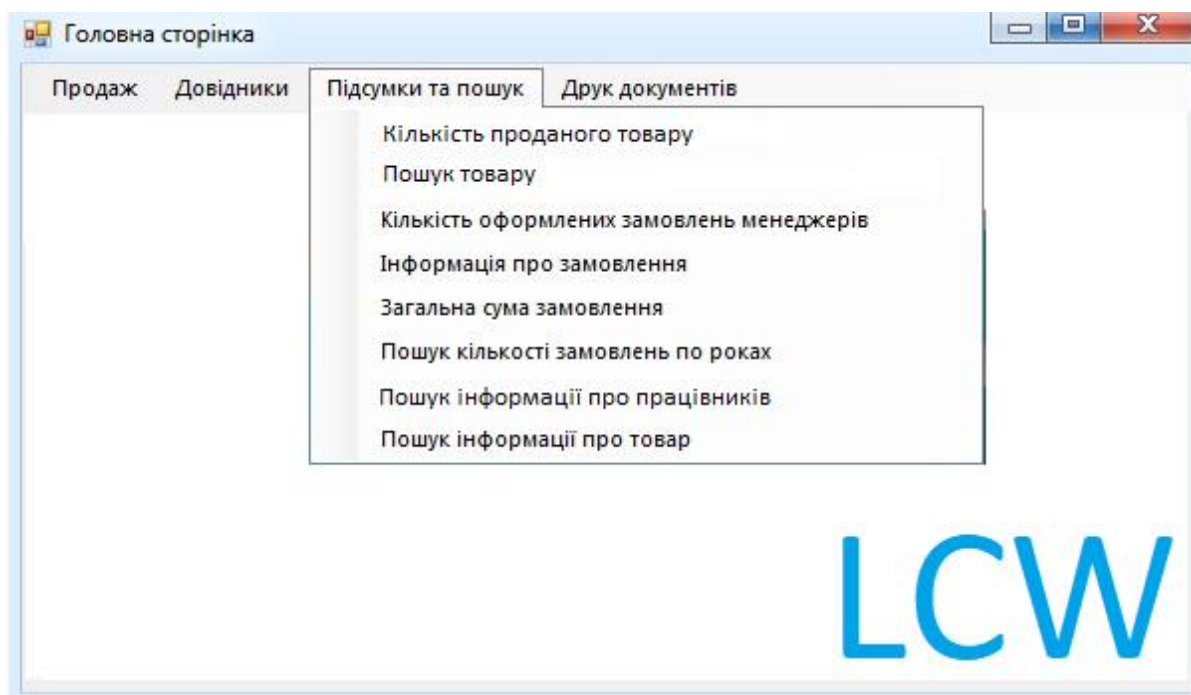 Головна сторінка
Продаж Довідники Підсумки та пошук Друк документів
Кількість проданого товару
Пошук товару
Кількість оформлених замовлень менеджерів
Інформація про замовлення
Загальна сума замовлення
Пошук кількості замовлень по роках
Пошук інформації про працівників
Пошук інформації про товар
LCW